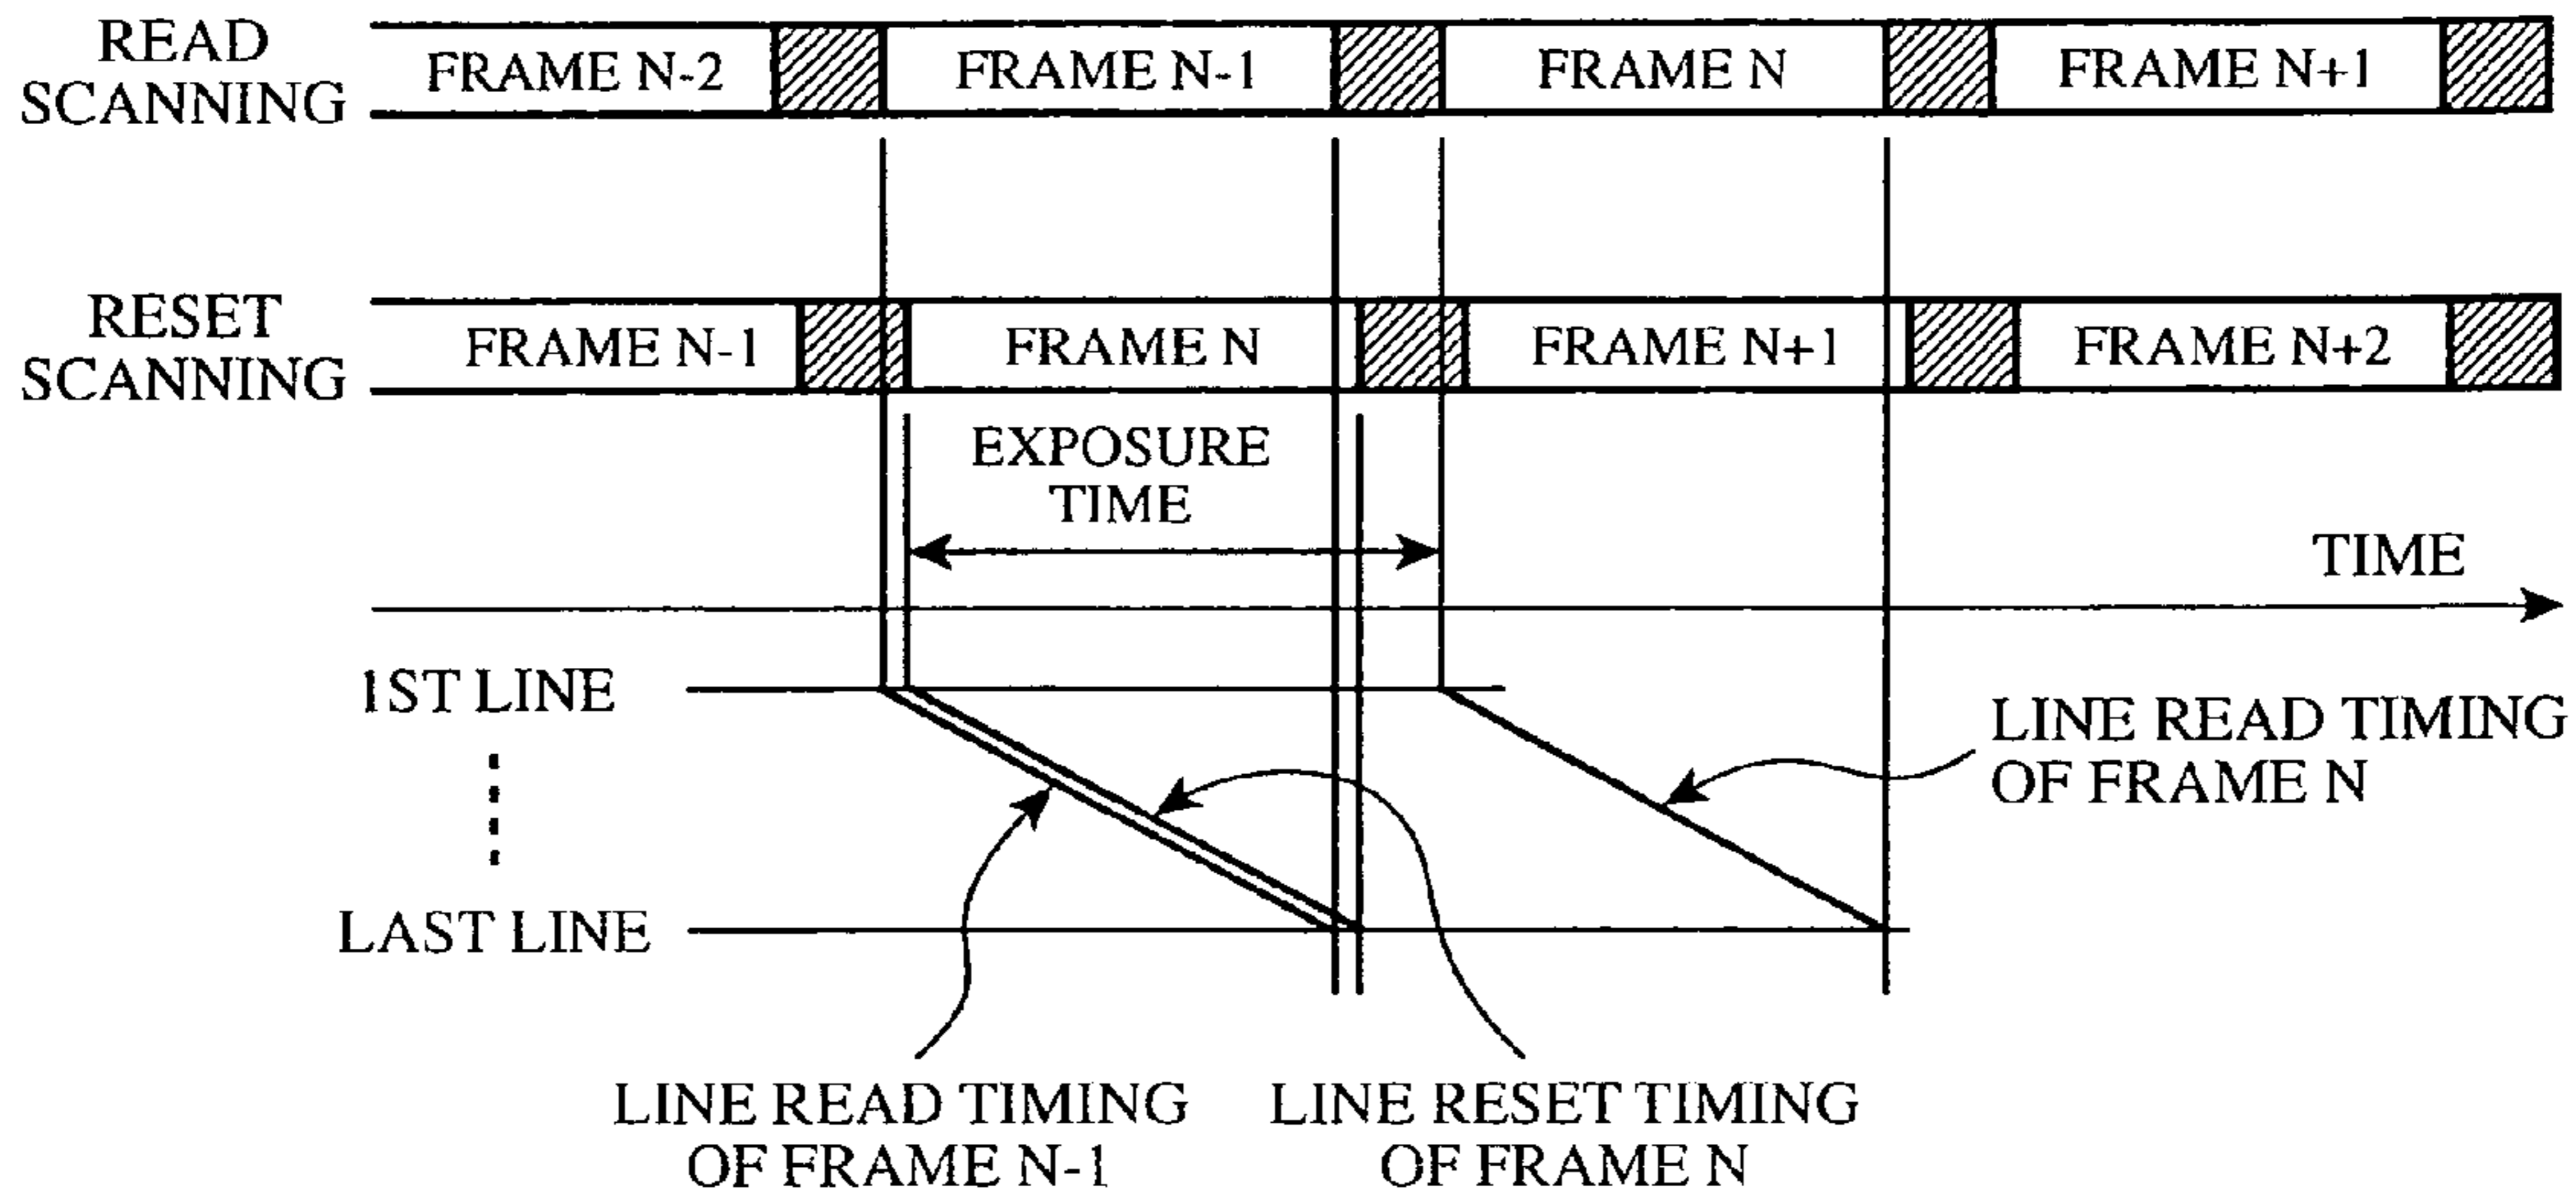 READ
SCANNING
FRAME N-2
FRAME N-1
FRAME N
FRAME N+1
RESET
SCANNING
FRAME N-1
FRAME N
FRAME N+1
FRAME N+2
EXPOSURE
TIME
TIME
1ST LINE
LAST LINE
LINE READ TIMING
OF FRAME N
LINE READ TIMING
OF FRAME N-1
LINE RESET TIMING
OF FRAME N